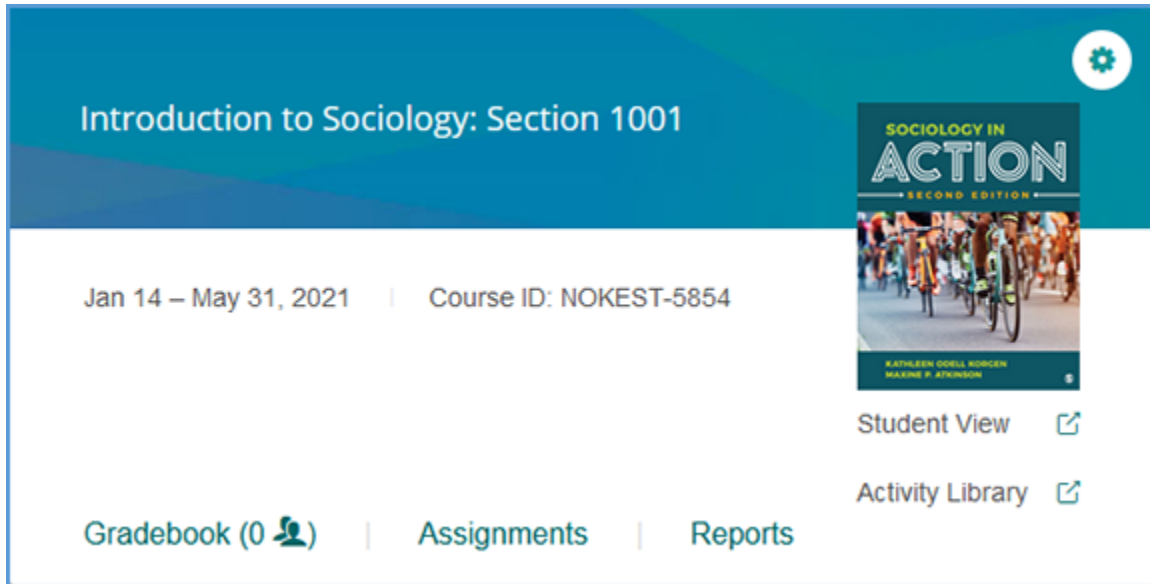 Introduction to Sociology: Section 1001
SOCIOLOGY IN
ACTION
SECOND EDITION
Jan 14 – May 31, 2021
Course ID: NOKEST-5854
KATHLEEN ODELL KORGEN
MAXINE P. ATKINSON
Student View
Activity Library
Gradebook (0 )
Assignments
Reports